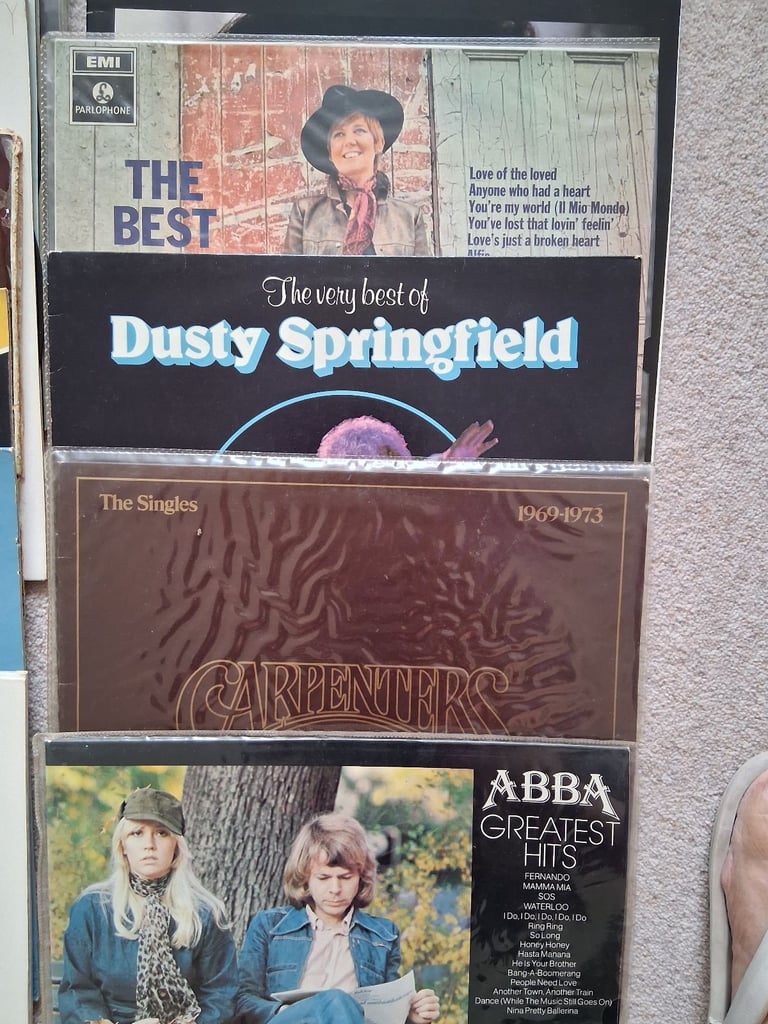 EMI
PARLOPHONE
THE
BEST
Love of the loved
Anyone who had a heart
You're my world (Il Mio Mondo)
You've lost that lovin' feelin'
Love's just a broken heart
Alfie
The very best of
Dusty Springfield
The Singles
1969-1973
CARPENTERS
ABBA
GREATEST
HITS
FERNANDO
MAMMA MIA
SOS
WATERLOO
I Do, I Do, I Do, I Do, I Do
Ring Ring
So Long
Honey Honey
Hasta Manana
He Is Your Brother
Bang-A-Boomerang
People Need Love
Another Town, Another Train
Dance (While The Music Still Goes On)
Nina Pretty Ballerina